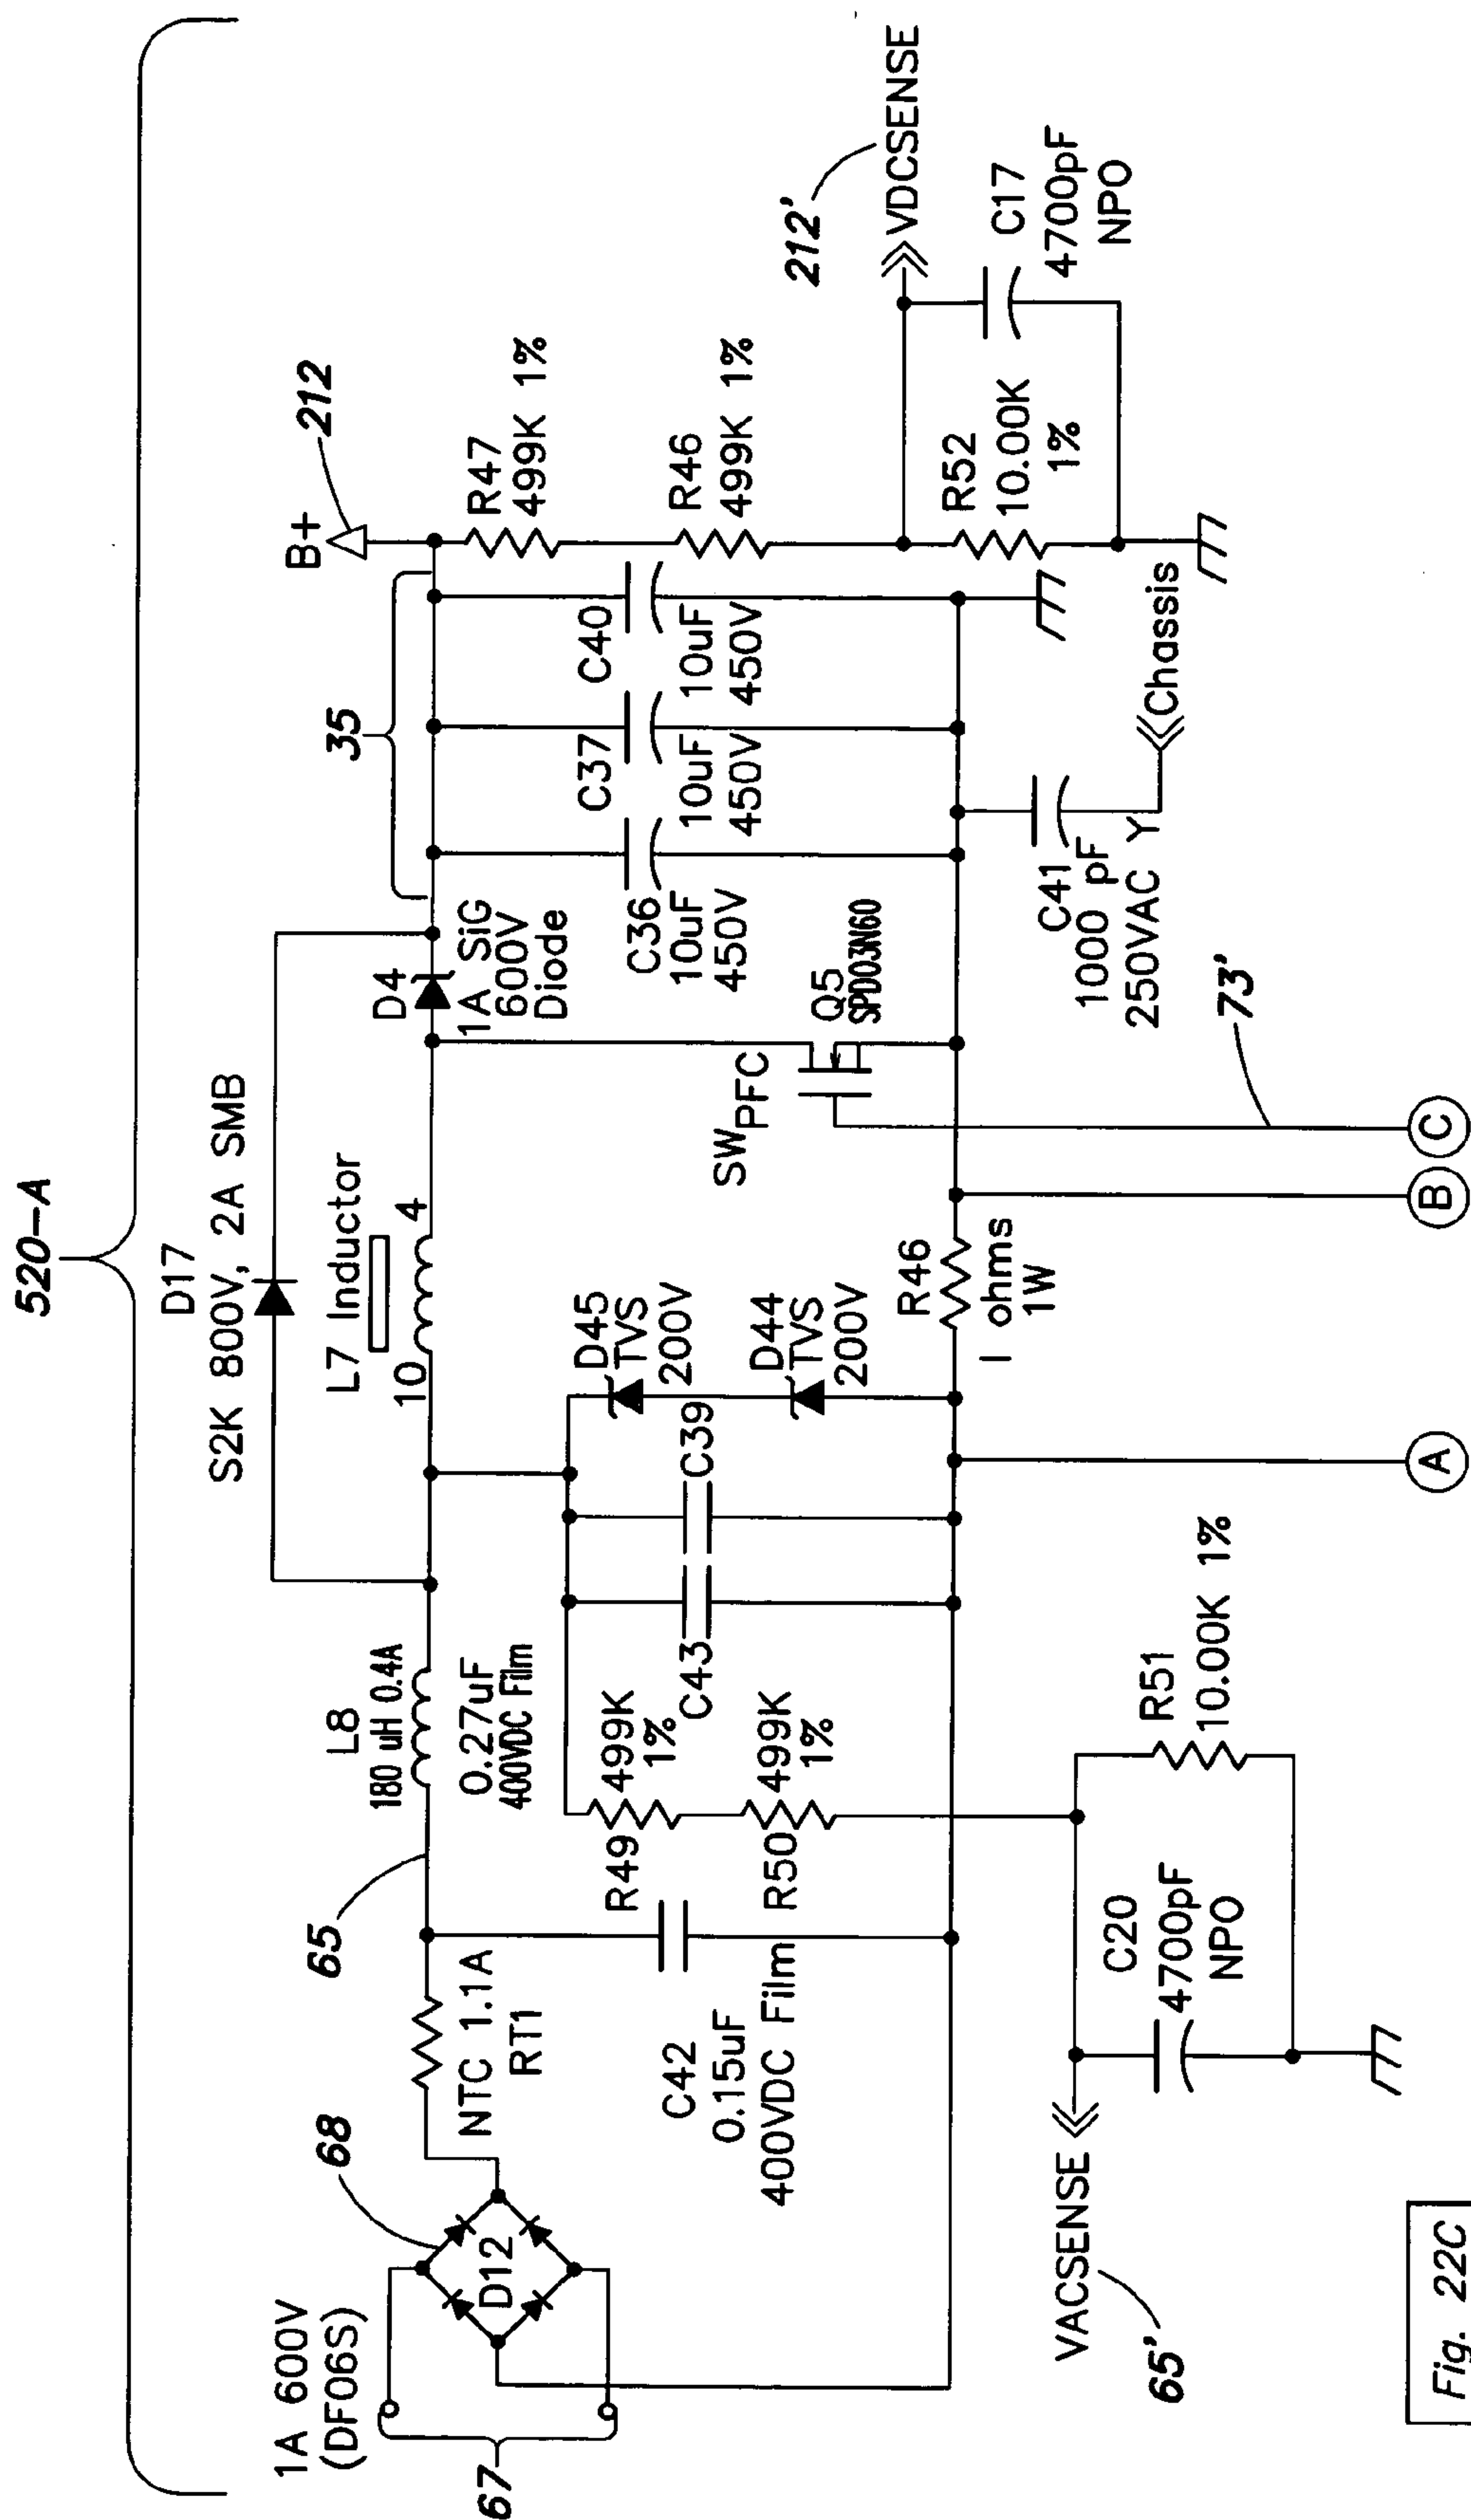 520-A
D17
S2K 800V, 2A SMB
1A 600V
(DF06S)
67
68
D12
NTC 1.1A
RT1
65
L8
180 uH 0.4A
L7 Inductor
10
4
D4
1A SiG
600V
Diode
35
B+
212
C42
0.15uF
400VDC Film
0.27uF
400VDC Film
R49
499K
1%
R50
499K
1%
C43
C39
D45
TVS
200V
D44
TVS
200V
R46
1 ohms
1W
SWPFC
Q5
SPD03N60
C36
10uF
450V
C37
10uF
450V
C40
10uF
450V
R47
499K 1%
R46
499K 1%
R52
10.00K
1%
212'
VDCSENSE
C17
4700pF
NPO
C41
1000 pF
250VAC Y
Chassis
73'
VACSENSE
65'
C20
4700pF
NPO
R51
10.00K 1%
A
B
C
Fig. 22C